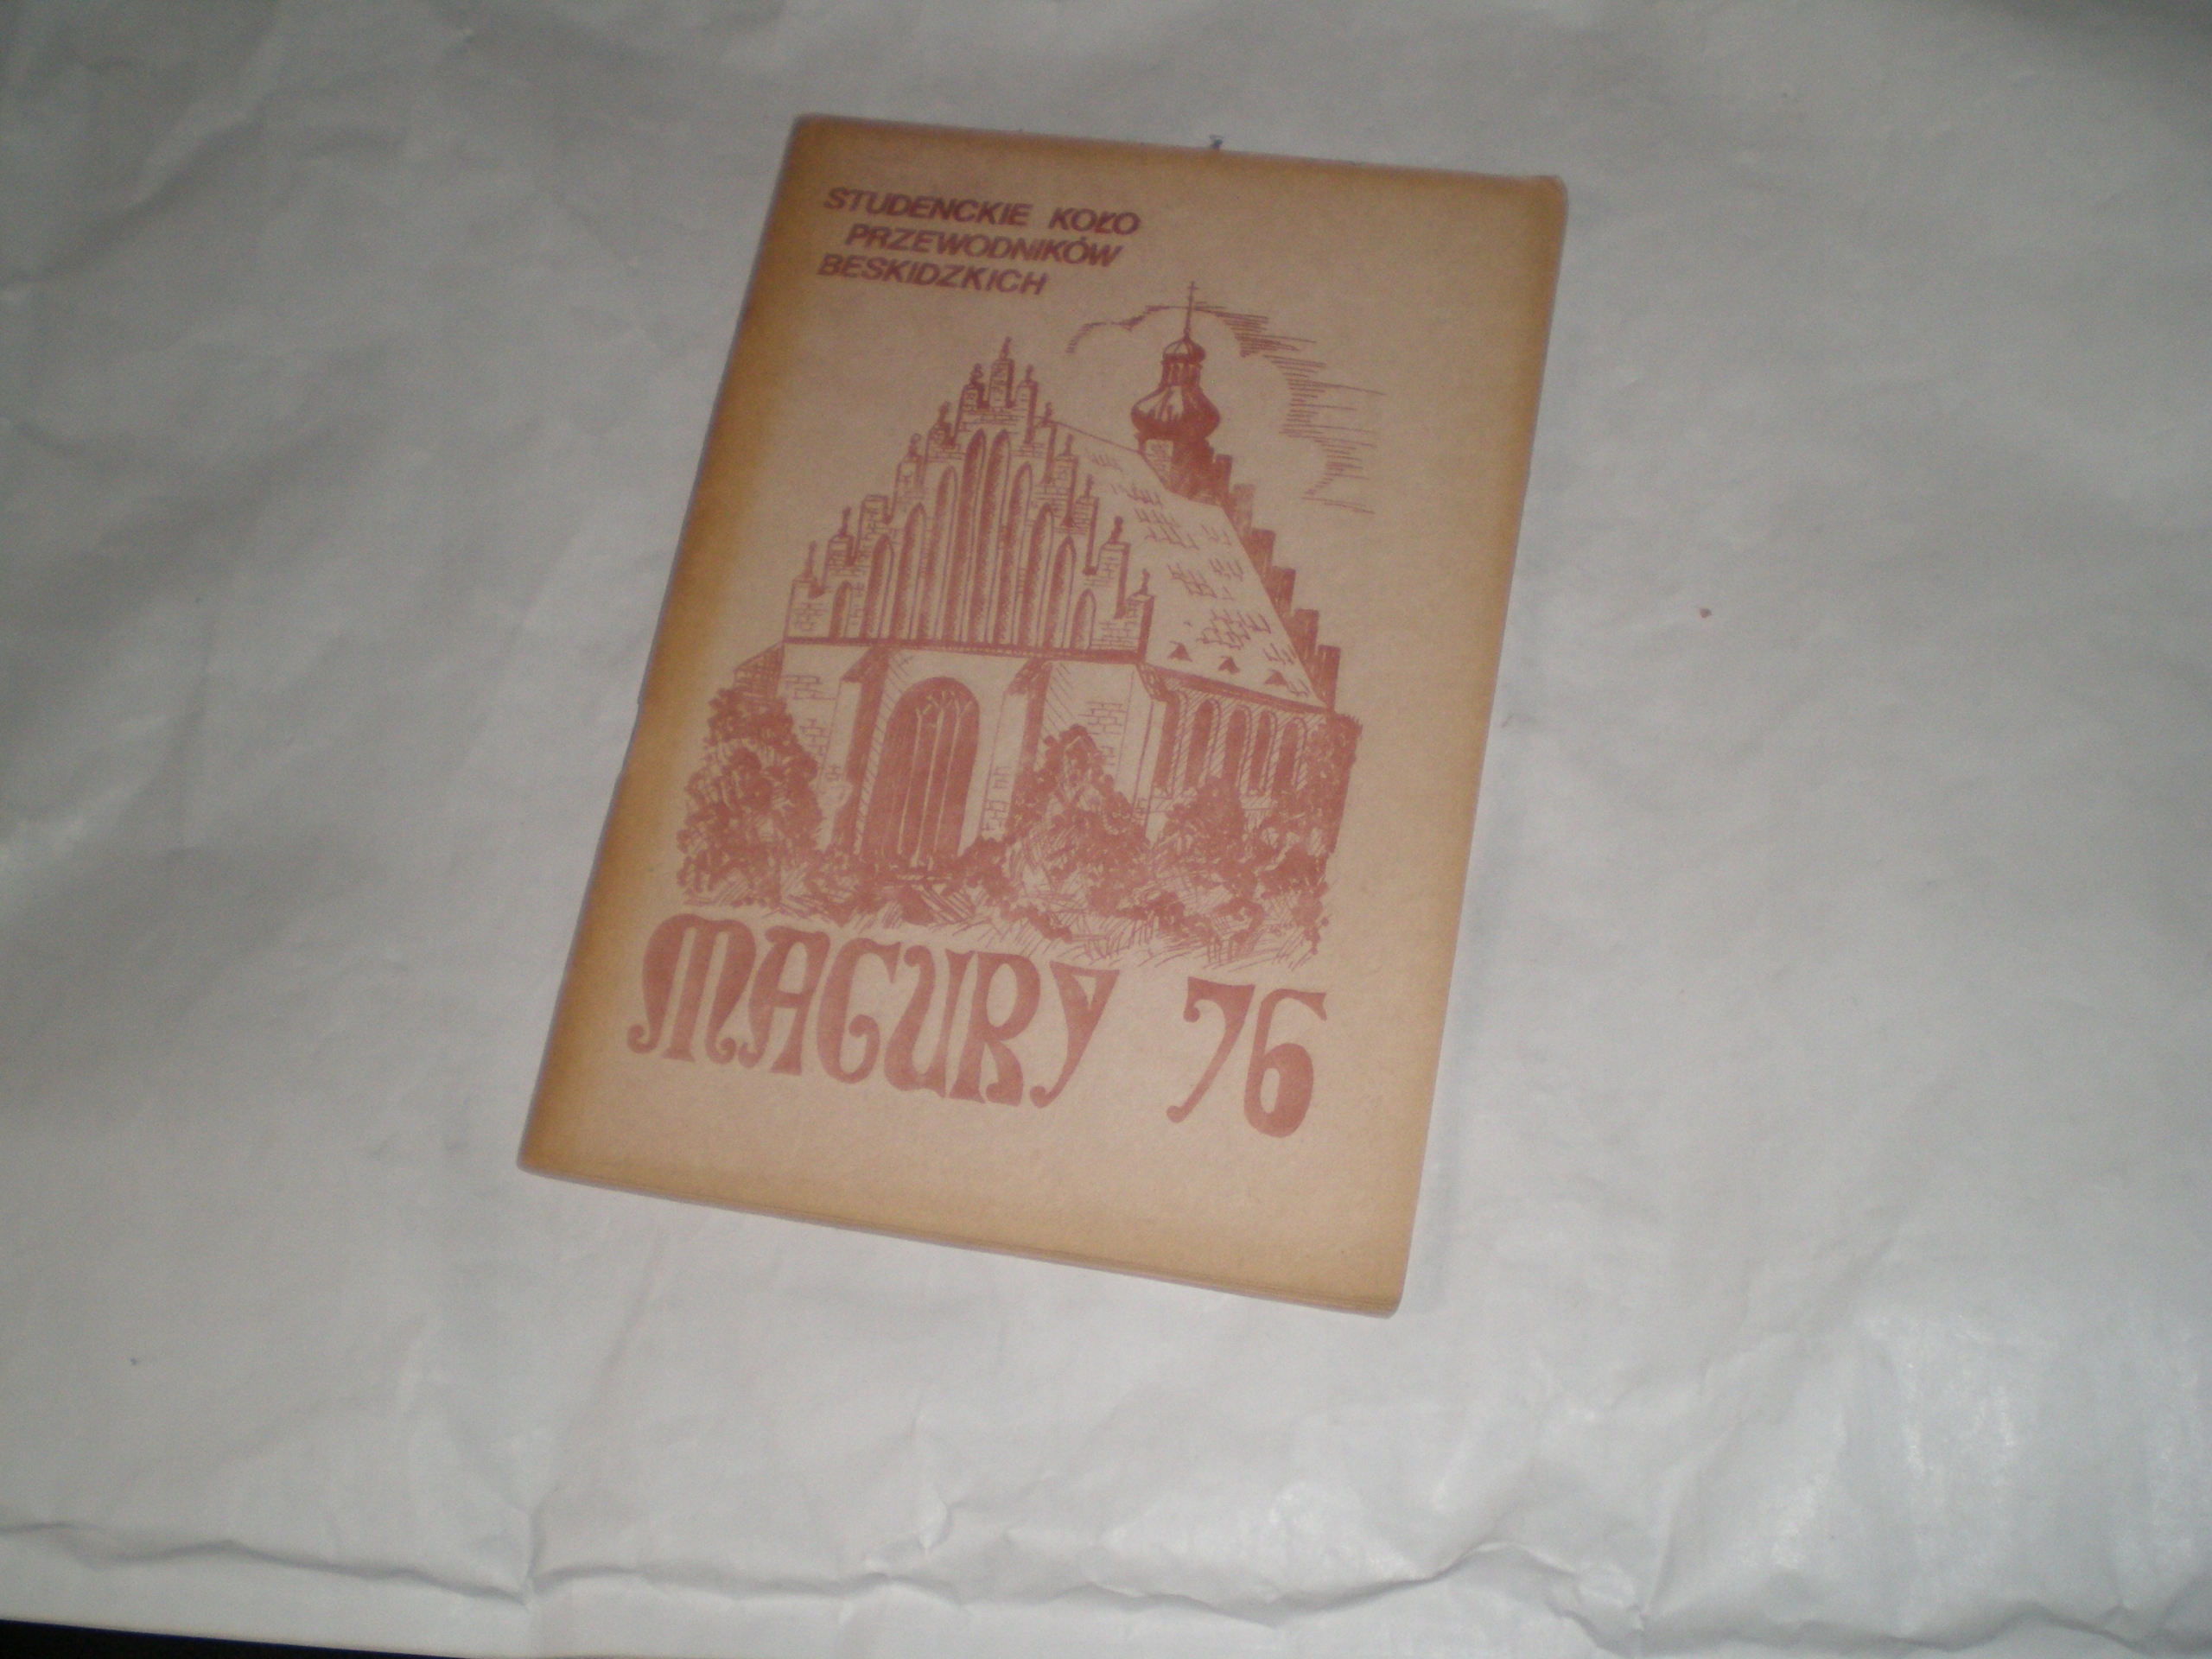 STUDENCKIE KOŁO
PRZEWODNIKÓW
BESKIDZKICH
MAGURY 76